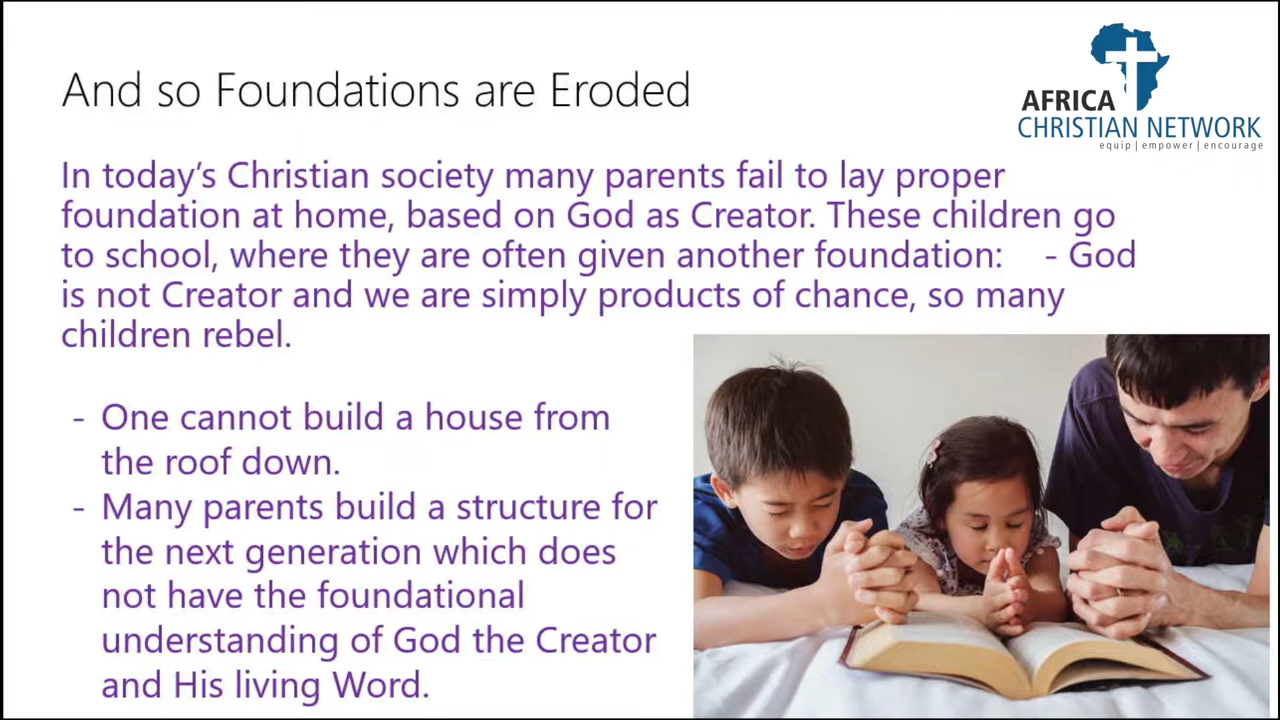 And so Foundations are Eroded
AFRICA
CHRISTIAN NETWORK
equip | empower | encourage
In today's Christian society many parents fail to lay proper
foundation at home, based on God as Creator. These children go
to school, where they are often given another foundation: - God
is not Creator and we are simply products of chance, so many
children rebel.
- One cannot build a house from
the roof down.
- Many parents build a structure for
the next generation which does
not have the foundational
understanding of God the Creator
and His living Word.